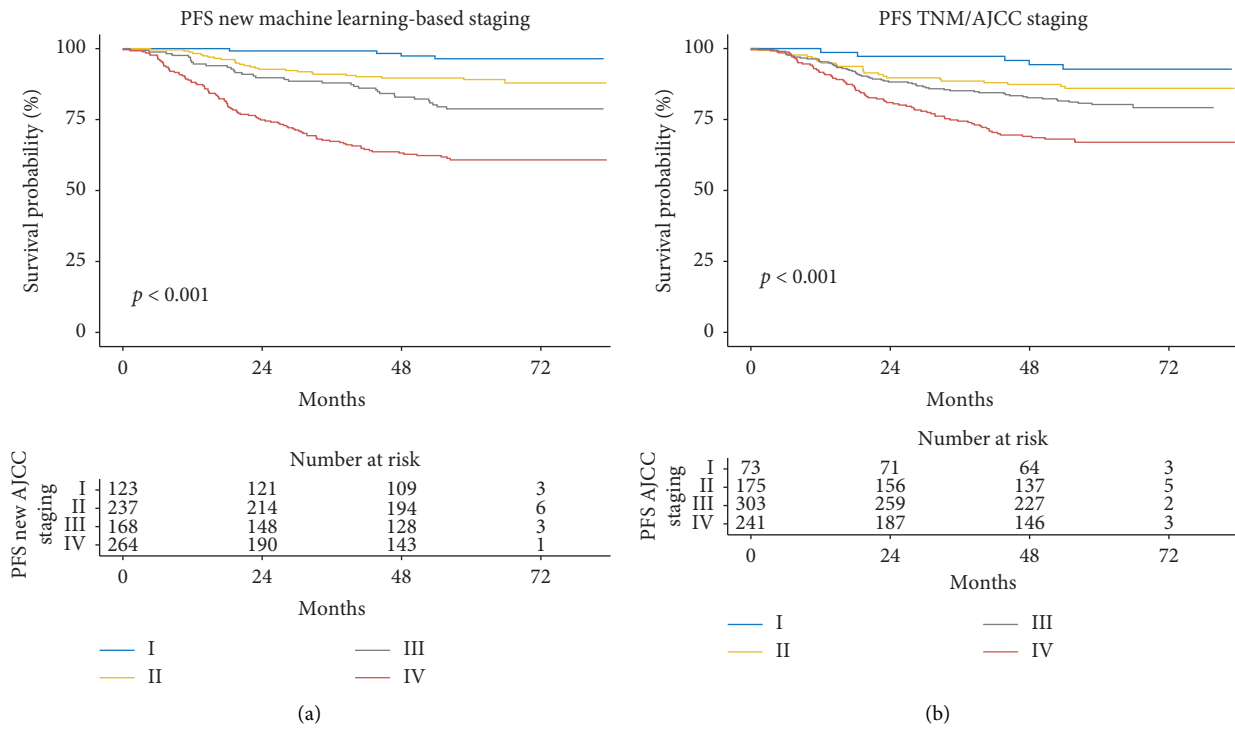 PFS new machine learning-based staging
100
75
50
25
0
Survival probability (%)
p < 0.001
0 24 48 72
Months
Number at risk
PFS new AJCC
staging
I 123 121 109 3
II 237 214 194 6
III 168 148 128 3
IV 264 190 143 1
0 24 48 72
Months
I III
II IV
(a)
PFS TNM/AJCC staging
100
75
50
25
0
Survival probability (%)
p < 0.001
0 24 48 72
Months
Number at risk
PFS AJCC
staging
I 73 71 64 3
II 175 156 137 5
III 303 259 227 2
IV 241 187 146 3
0 24 48 72
Months
I III
II IV
(b)